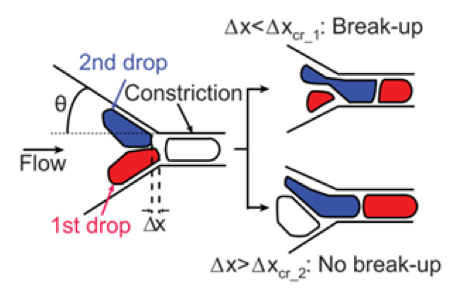 Δx<Δx_cr_1: Break-up
2nd drop
θ
Constriction
Flow
1st drop
Δx
Δx>Δx_cr_2: No break-up